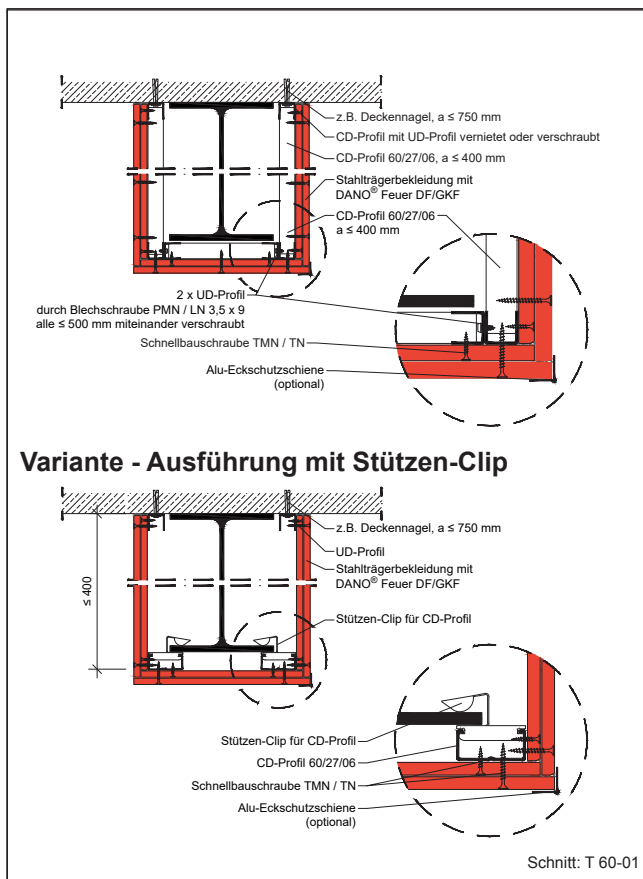 z.B. Deckennagel, a ≤ 750 mm
CD-Profil mit UD-Profil vernietet oder verschraubt
CD-Profil 60/27/06, a ≤ 400 mm
Stahlträgerbekleidung mit
DANO® Feuer DF/GKF
CD-Profil 60/27/06
a ≤ 400 mm
2 x UD-Profil
durch Blechschraube PMN / LN 3,5 x 9
alle ≤ 500 mm miteinander verschraubt
Schnellbauschraube TMN / TN
Alu-Eckschutzschiene
(optional)
Variante - Ausführung mit Stützen-Clip
z.B. Deckennagel, a ≤ 750 mm
UD-Profil
Stahlträgerbekleidung mit
DANO® Feuer DF/GKF
≤ 400
Stützen-Clip für CD-Profil
Stützen-Clip für CD-Profil
CD-Profil 60/27/06
Schnellbauschraube TMN / TN
Alu-Eckschutzschiene
(optional)
Schnitt: T 60-01